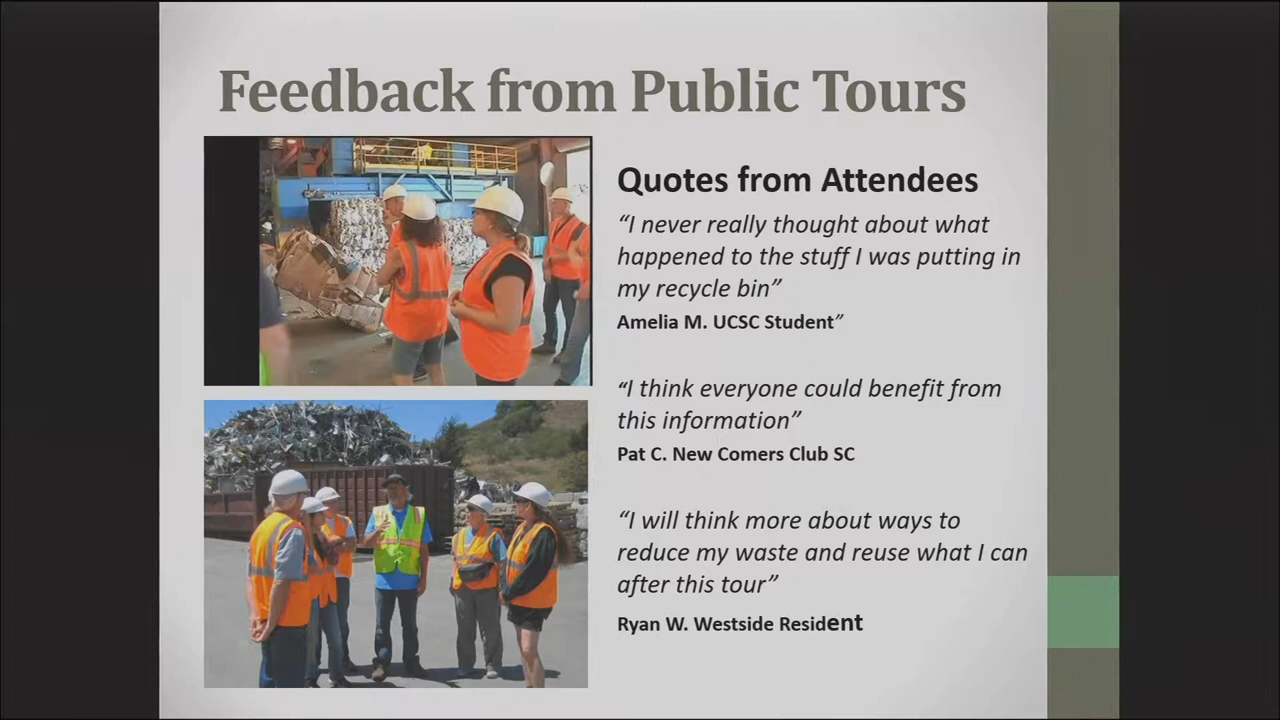 Feedback from Public Tours
Quotes from Attendees
“I never really thought about what
happened to the stuff I was putting in
my recycle bin”
Amelia M. UCSC Student”
“I think everyone could benefit from
this information”
Pat C. New Comers Club SC
“I will think more about ways to
reduce my waste and reuse what I can
after this tour”
Ryan W. Westside Resident